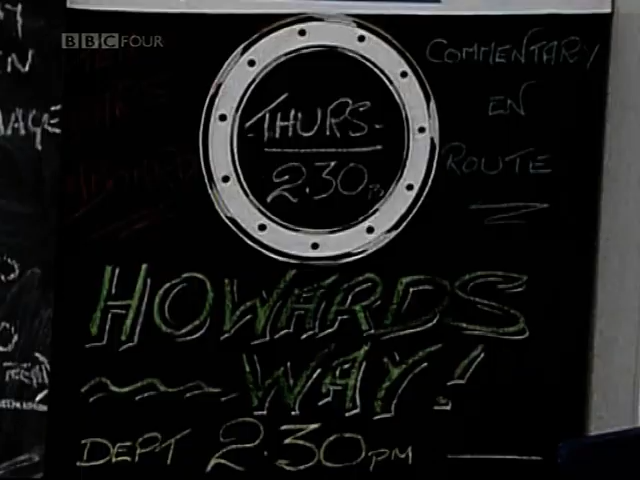 BBC FOUR
THURS.
2.30
COMMENTARY
EN
ROUTE
HOWARDS
WAY!
DEPT 2.30PM